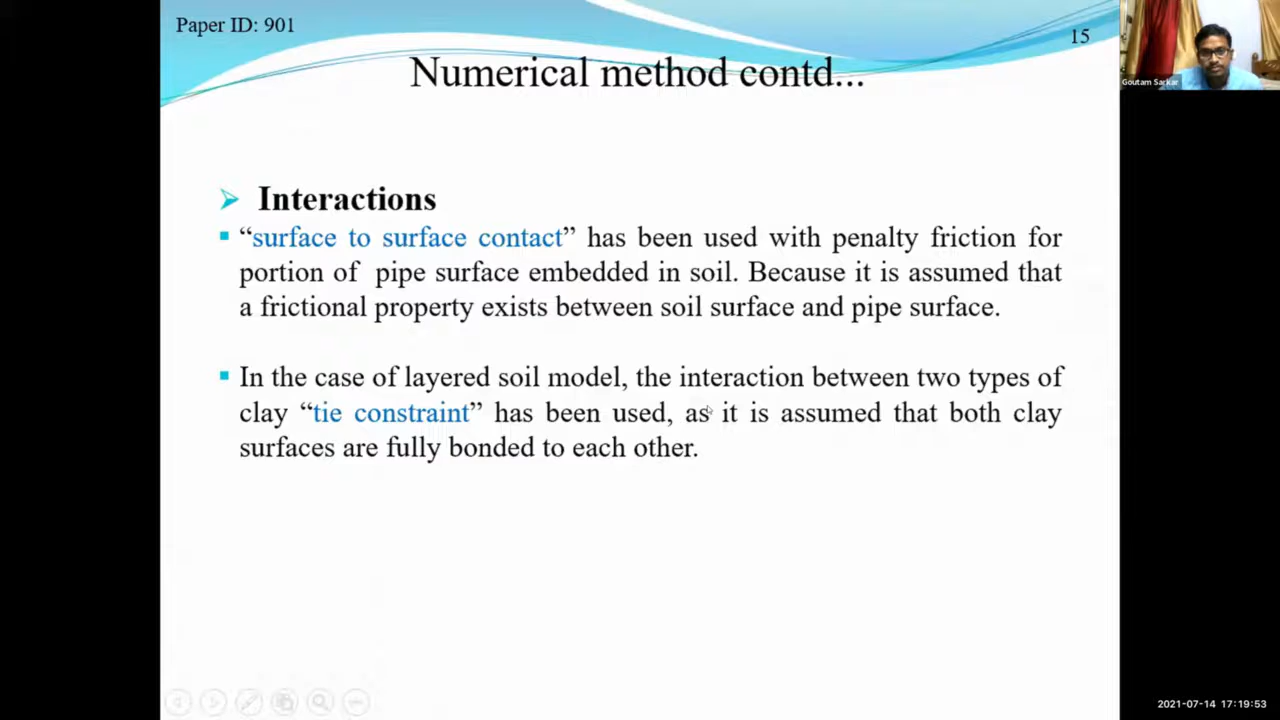 Paper ID: 901
15
Numerical method contd...
Goutam Sarkar
Interactions
“surface to surface contact” has been used with penalty friction for
portion of pipe surface embedded in soil. Because it is assumed that
a frictional property exists between soil surface and pipe surface.
In the case of layered soil model, the interaction between two types of
clay “tie constraint” has been used, as it is assumed that both clay
surfaces are fully bonded to each other.
2021-07-14 17:19:53